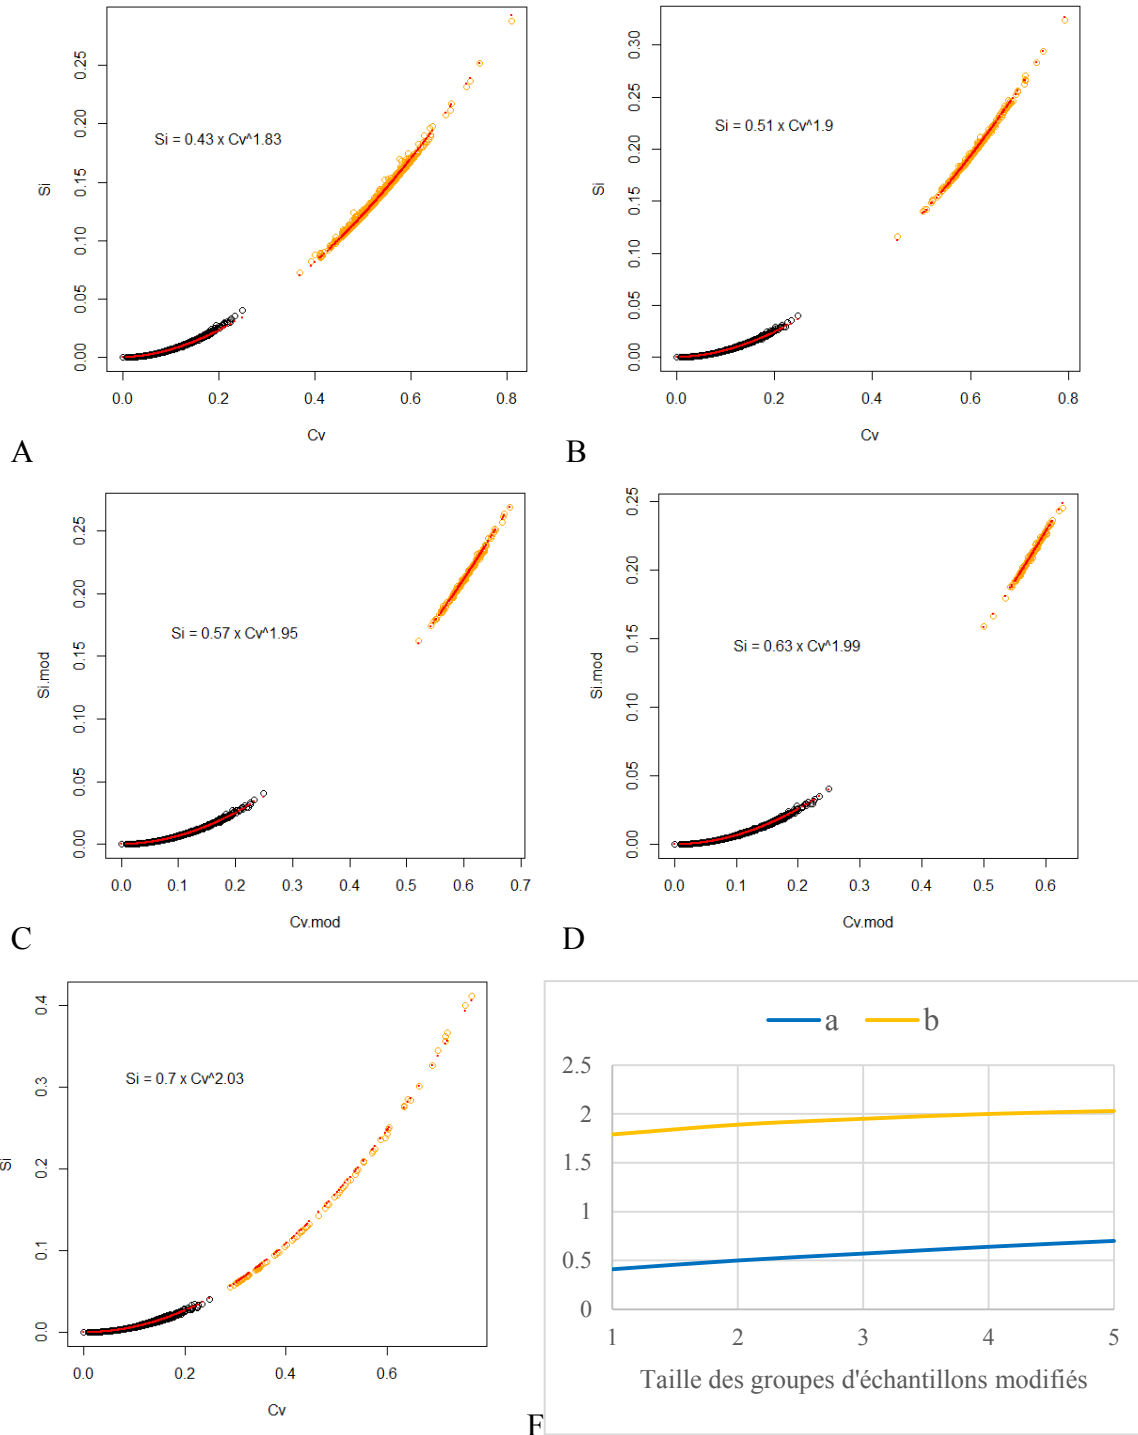 Si = 0.43 x Cv^1.83
Si
0.00 0.05 0.10 0.15 0.20 0.25
0.0 0.2 0.4 0.6 0.8
Cv
A
Si = 0.51 x Cv^1.9
Si
0.00 0.05 0.10 0.15 0.20 0.25 0.30
0.0 0.2 0.4 0.6 0.8
Cv
B
Si = 0.57 x Cv^1.95
Si.mod
0.00 0.05 0.10 0.15 0.20 0.25
0.0 0.1 0.2 0.3 0.4 0.5 0.6 0.7
Cv.mod
C
Si = 0.63 x Cv^1.99
Si.mod
0.00 0.05 0.10 0.15 0.20 0.25
0.0 0.1 0.2 0.3 0.4 0.5 0.6
Cv.mod
D
Si = 0.7 x Cv^2.03
Si
0.0 0.1 0.2 0.3 0.4
0.0 0.2 0.4 0.6
Cv
a b
2.5
2
1.5
1
0.5
0
1 2 3 4 5
Taille des groupes d'échantillons modifiés
F